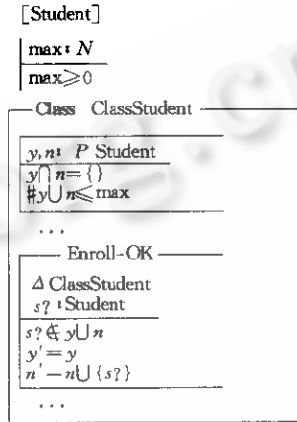 [Student]
max: N
max⩾0
Class ClassStudent
y,n: P Student
y⋂n={}
#y⋃n⩽max
...
Enroll-OK
Δ ClassStudent
s? :Student
s?∉y⋃n
y'=y
n'−n⋃{s?}
...